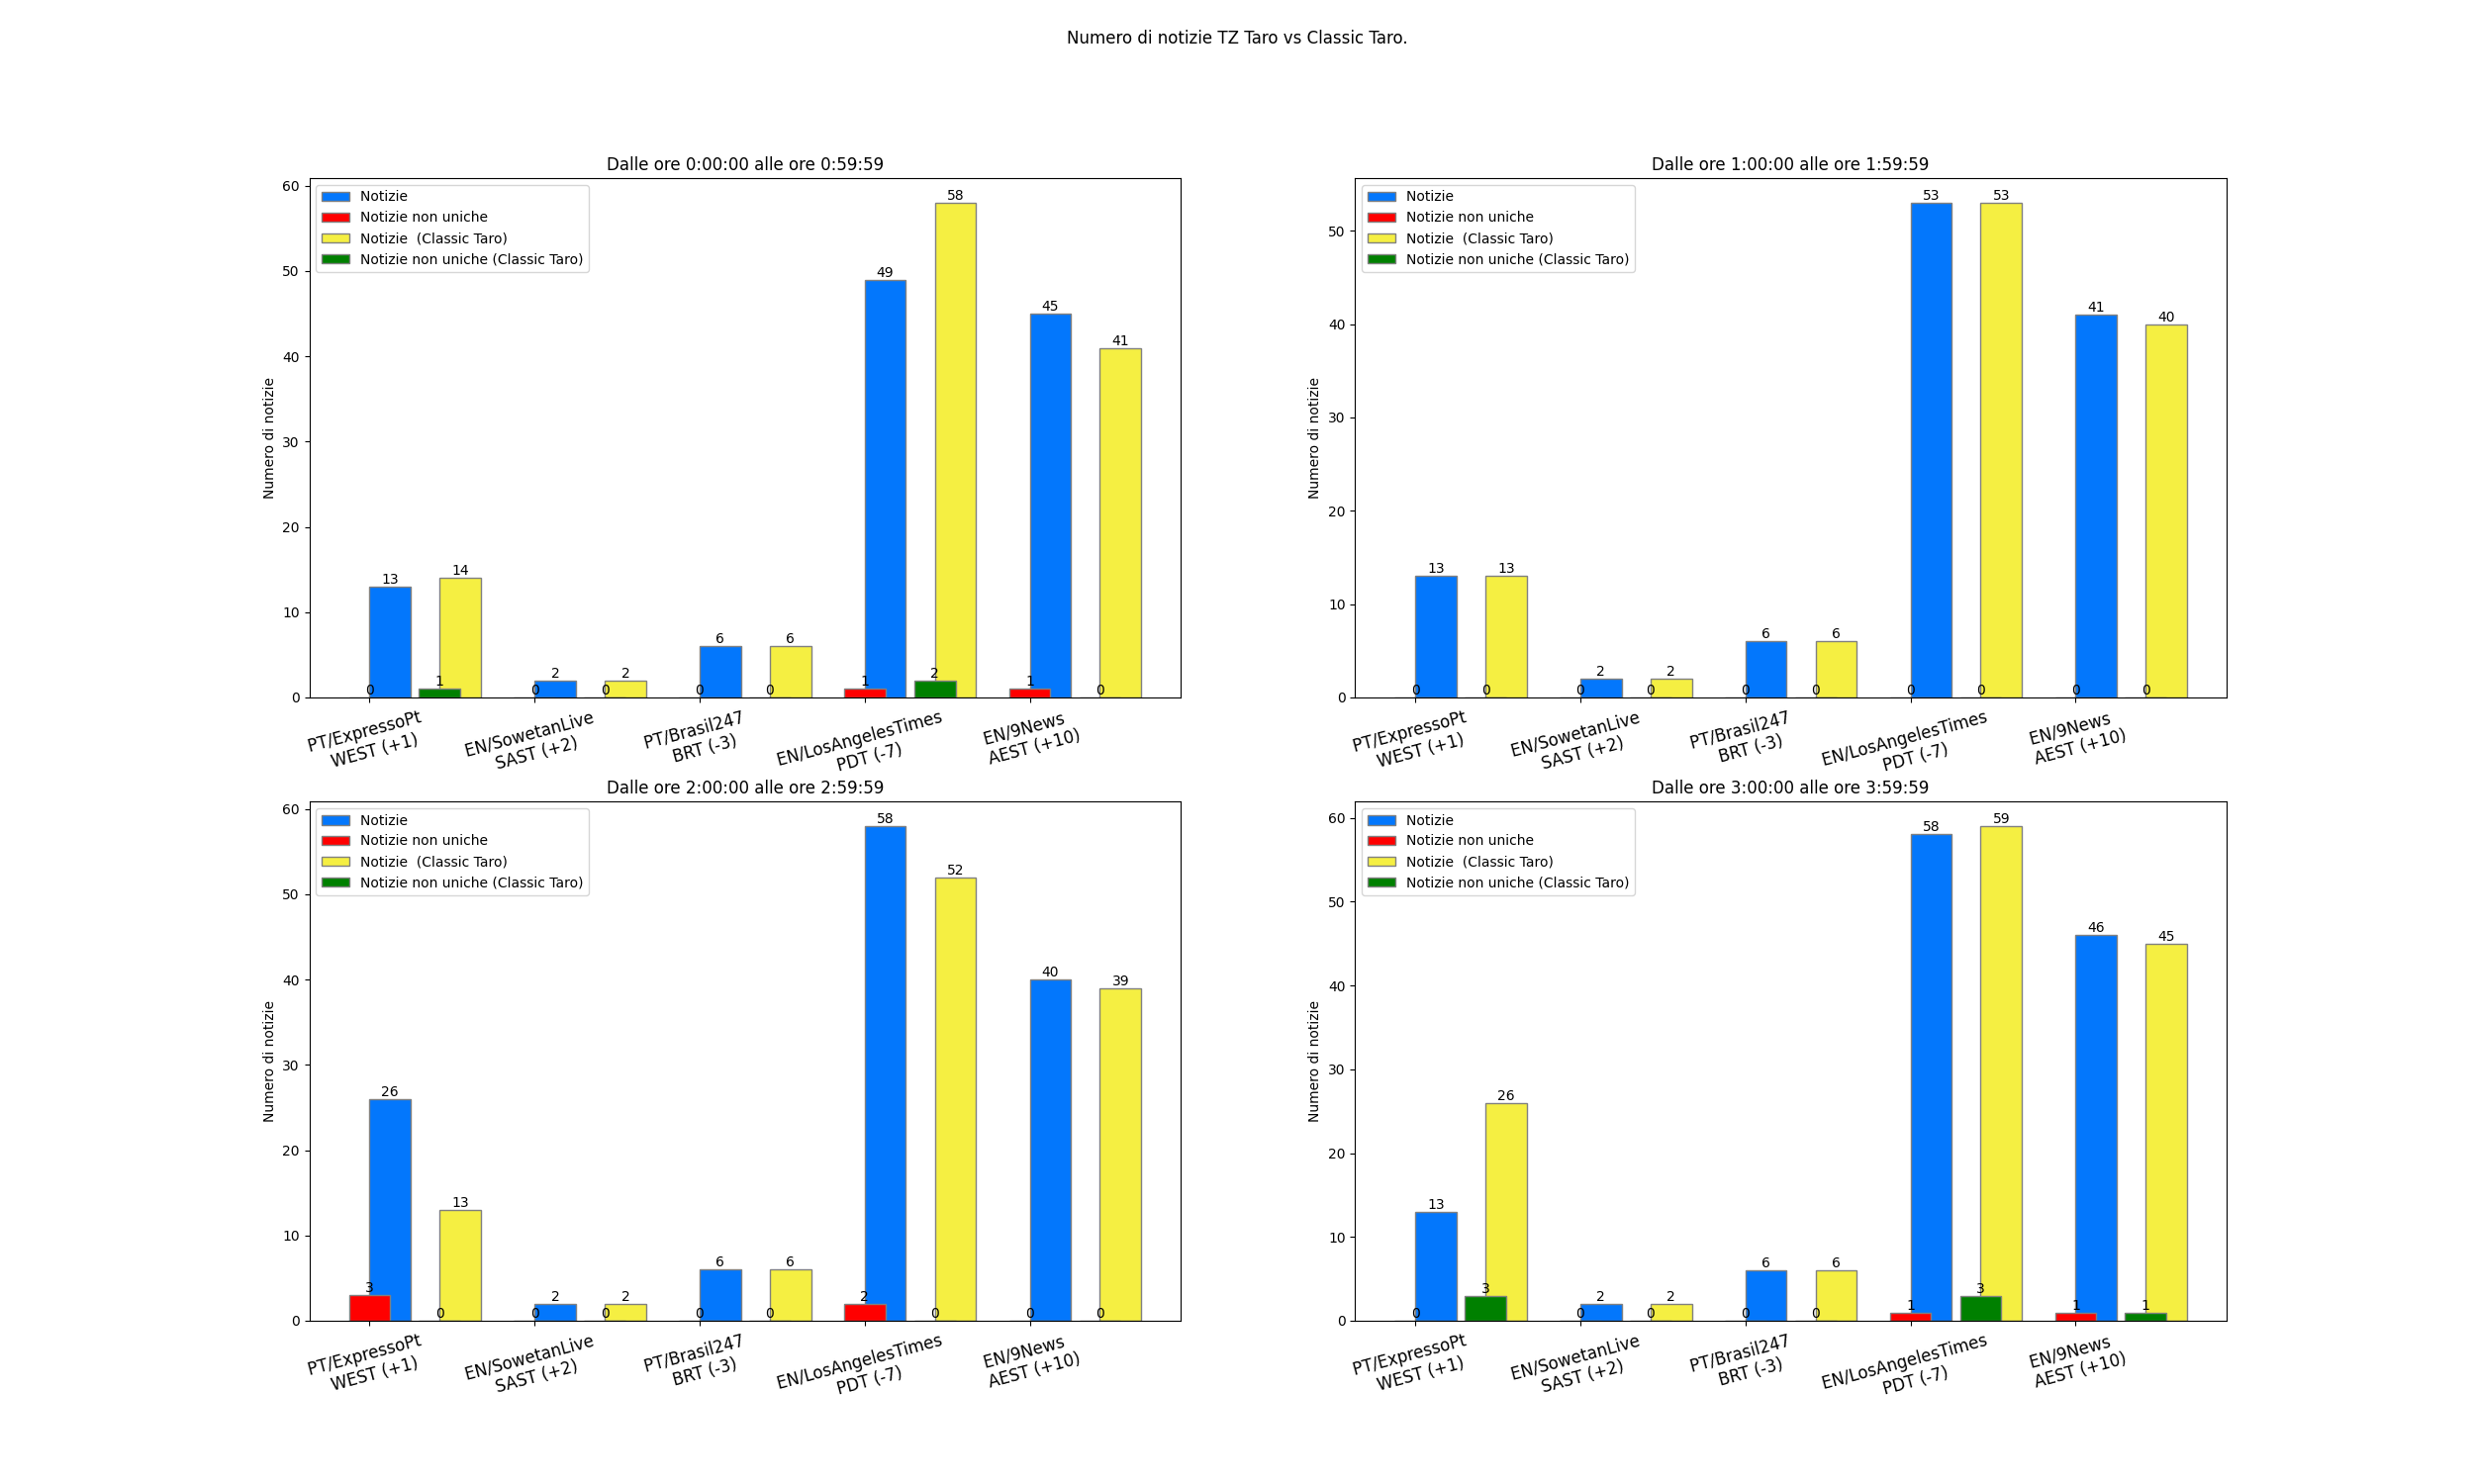 Numero di notizie TZ Taro vs Classic Taro.
Dalle ore 0:00:00 alle ore 0:59:59
Numero di notizie
60
50
40
30
20
10
0
Notizie
Notizie non uniche
Notizie (Classic Taro)
Notizie non uniche (Classic Taro)
0
13
1
14
0
2
0
2
0
6
0
6
1
49
2
58
1
45
0
41
PT/ExpressoPt
WEST (+1)
EN/SowetanLive
SAST (+2)
PT/Brasil247
BRT (-3)
EN/LosAngelesTimes
PDT (-7)
EN/9News
AEST (+10)
Dalle ore 1:00:00 alle ore 1:59:59
Numero di notizie
50
40
30
20
10
0
Notizie
Notizie non uniche
Notizie (Classic Taro)
Notizie non uniche (Classic Taro)
0
13
0
13
0
2
0
2
0
6
0
6
0
53
0
53
0
41
0
40
PT/ExpressoPt
WEST (+1)
EN/SowetanLive
SAST (+2)
PT/Brasil247
BRT (-3)
EN/LosAngelesTimes
PDT (-7)
EN/9News
AEST (+10)
Dalle ore 2:00:00 alle ore 2:59:59
Numero di notizie
60
50
40
30
20
10
0
Notizie
Notizie non uniche
Notizie (Classic Taro)
Notizie non uniche (Classic Taro)
3
26
0
13
0
2
0
2
0
6
0
6
2
58
0
52
0
40
0
39
PT/ExpressoPt
WEST (+1)
EN/SowetanLive
SAST (+2)
PT/Brasil247
BRT (-3)
EN/LosAngelesTimes
PDT (-7)
EN/9News
AEST (+10)
Dalle ore 3:00:00 alle ore 3:59:59
Numero di notizie
60
50
40
30
20
10
0
Notizie
Notizie non uniche
Notizie (Classic Taro)
Notizie non uniche (Classic Taro)
0
13
3
26
0
2
0
2
0
6
0
6
1
58
3
59
1
46
1
45
PT/ExpressoPt
WEST (+1)
EN/SowetanLive
SAST (+2)
PT/Brasil247
BRT (-3)
EN/LosAngelesTimes
PDT (-7)
EN/9News
AEST (+10)